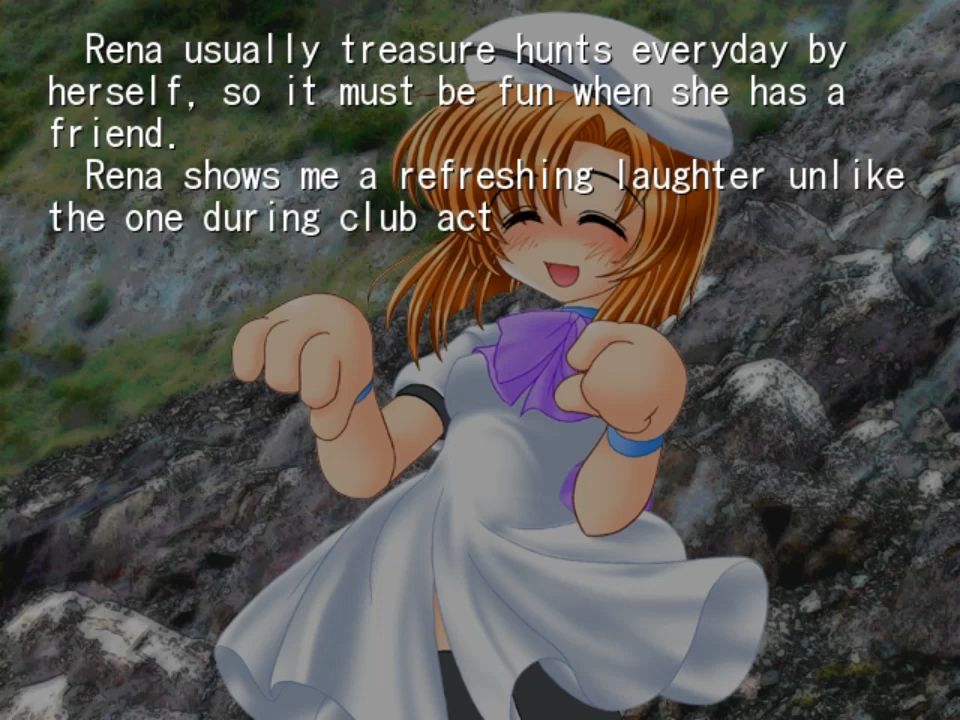 Rena usually treasure hunts everyday by
herself, so it must be fun when she has a
friend.
Rena shows me a refreshing laughter unlike
the one during club act